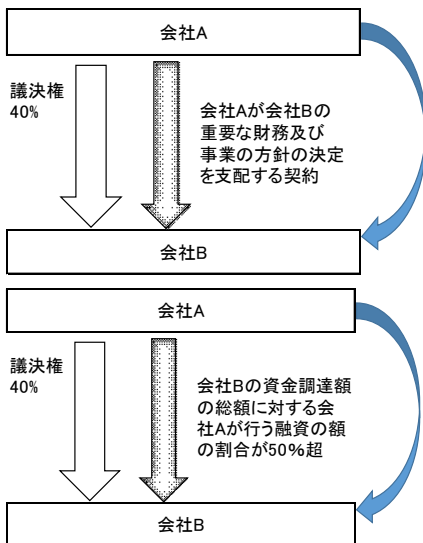 会社A
議決権
40%
会社Aが会社Bの
重要な財務及び
事業の方針の決定
を支配する契約
会社B
会社A
議決権
40%
会社Bの資金調達額
の総額に対する会
社Aが行う融資の額
の割合が50%超
会社B